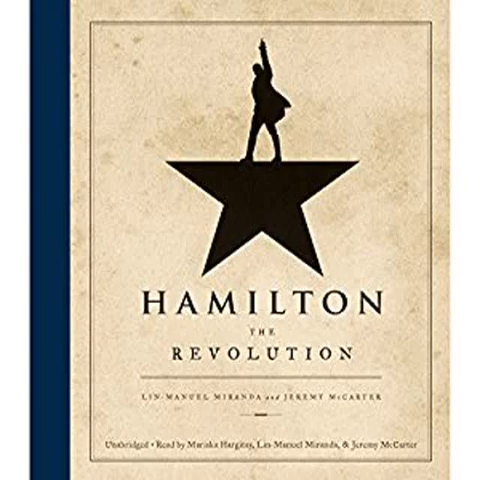 HAMILTON
THE
REVOLUTION
LIN-MANUEL MIRANDA and JEREMY McCARTER
Unabridged • Read by Mariska Hargitay, Lin-Manuel Miranda, & Jeremy McCarter